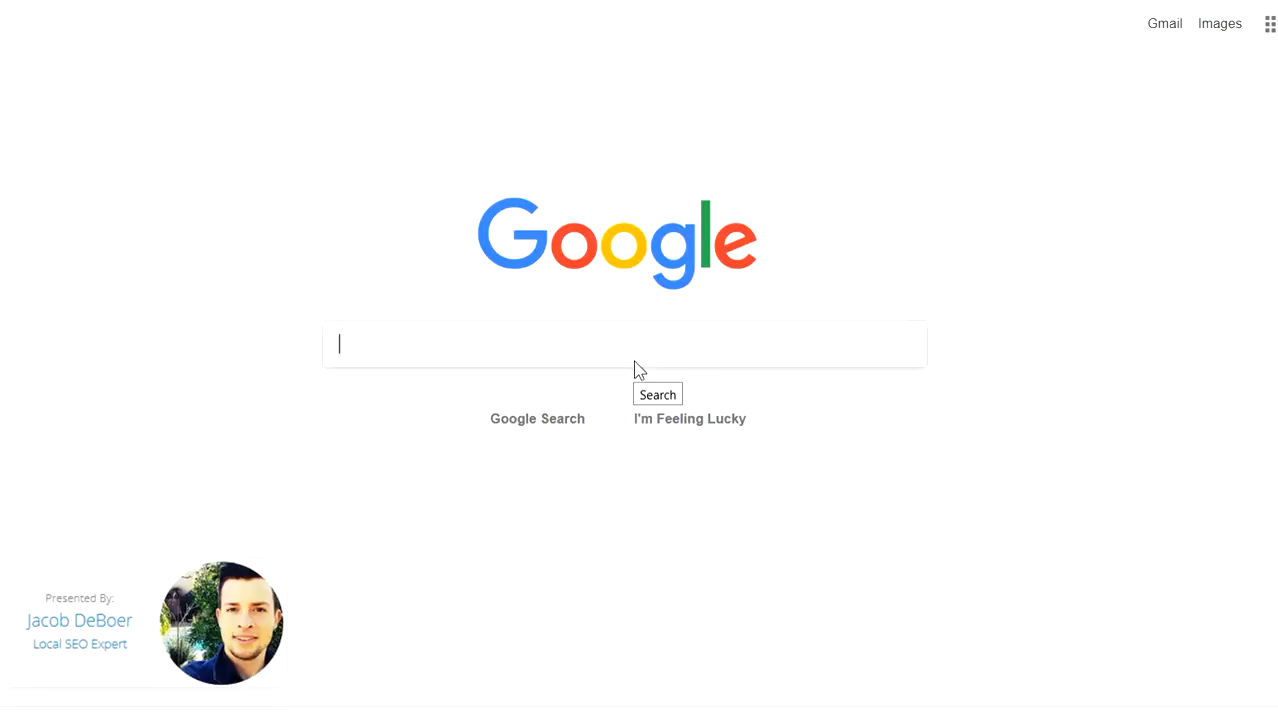 Gmail Images
Google
Search
Google Search I'm Feeling Lucky
Presented By:
Jacob DeBoer
Local SEO Expert